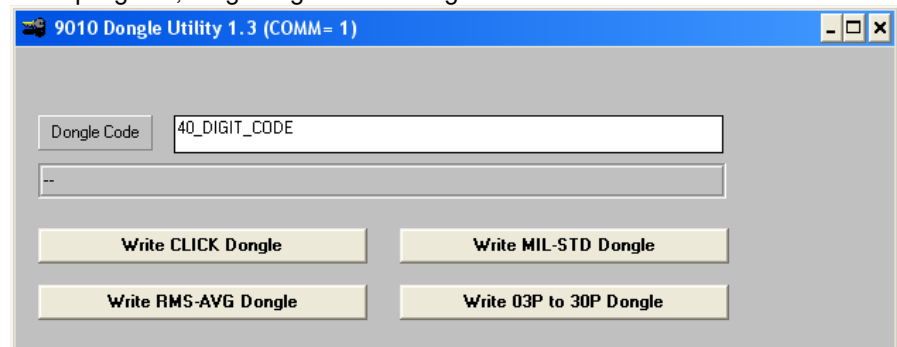 9010 Dongle Utility 1.3 (COMM= 1)
Dongle Code
40_DIGIT_CODE
--
Write CLICK Dongle
Write MIL-STD Dongle
Write RMS-AVG Dongle
Write 03P to 30P Dongle